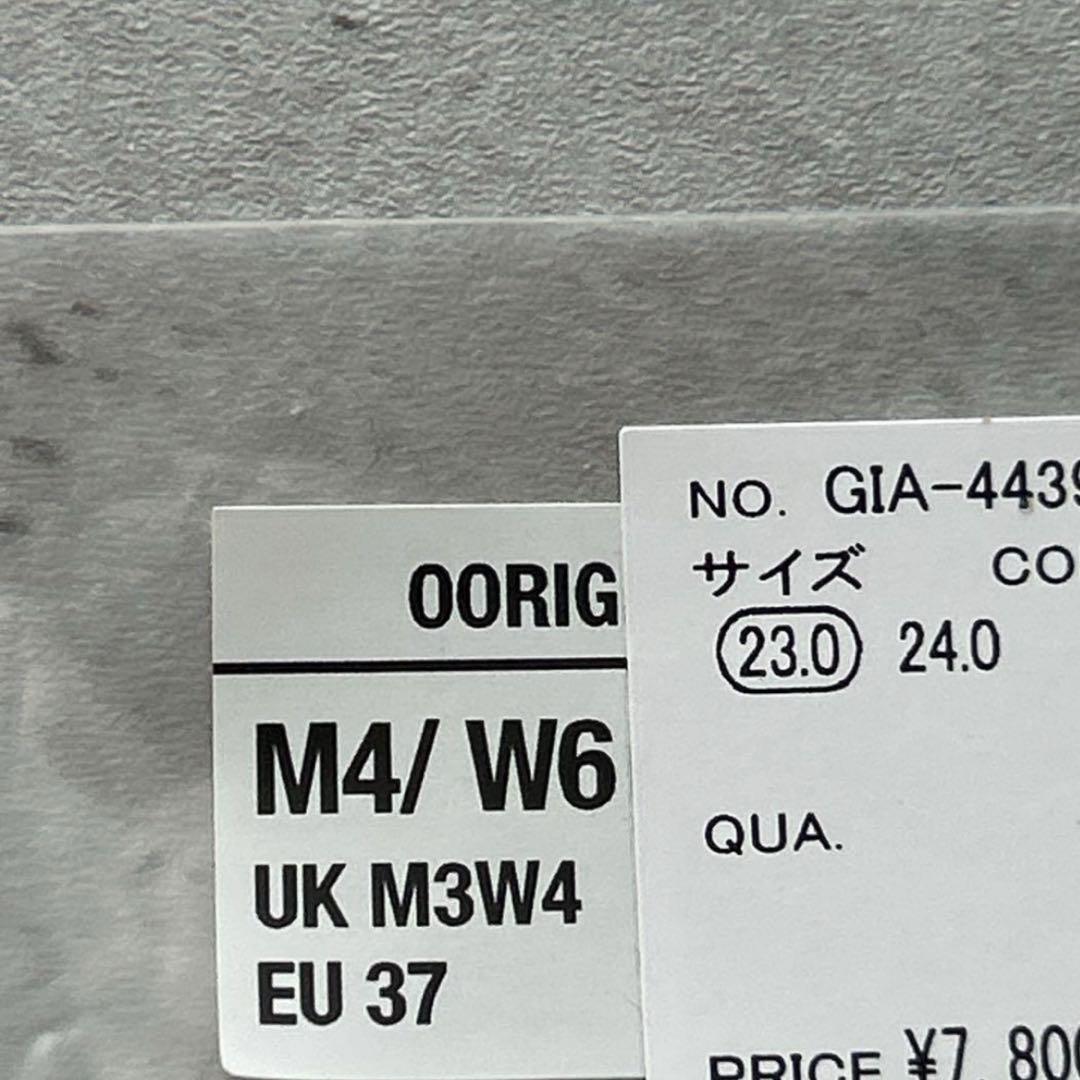 00RIG
M4/ W6
UK M3W4
EU 37
NO. GIA-4439
サイズ CO
23.0 24.0
QUA.
PRICE ¥7,800